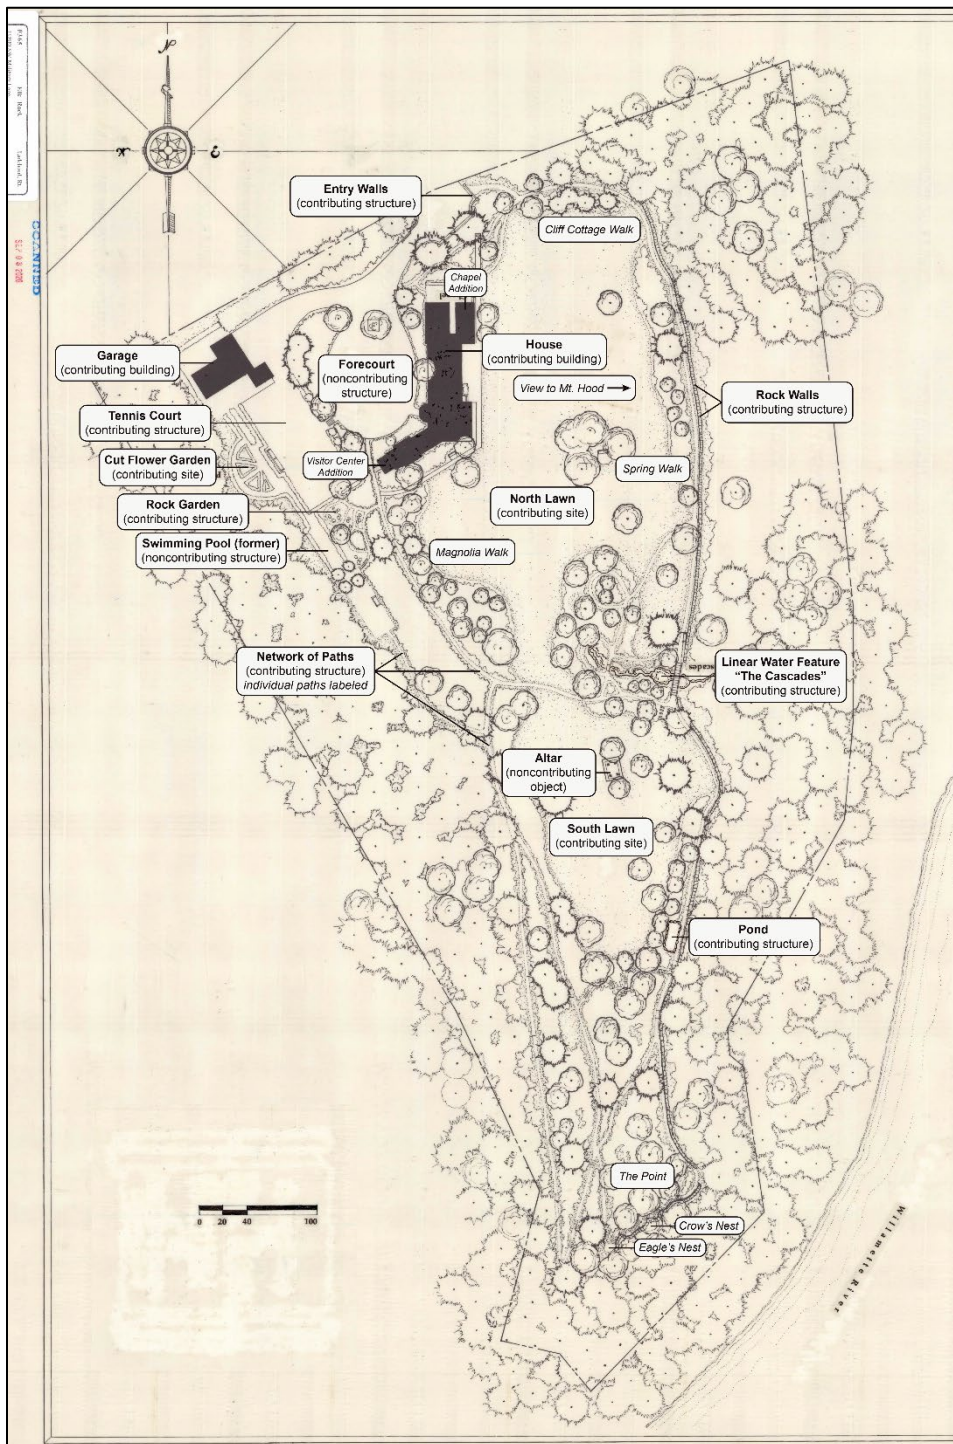 N
SCANNED
Entry Walls
(contributing structure)
Cliff Cottage Walk
Chapel
Addition
Garage
(contributing building)
Forecourt
(noncontributing
structure)
House
(contributing building)
View to Mt. Hood
Rock Walls
(contributing structure)
Tennis Court
(contributing structure)
Cut Flower Garden
(contributing site)
Visitor Center
Addition
Spring Walk
Rock Garden
(contributing structure)
North Lawn
(contributing site)
Swimming Pool (former)
(noncontributing structure)
Magnolia Walk
Network of Paths
(contributing structure)
individual paths labeled
Linear Water Feature
“The Cascades”
(contributing structure)
Altar
(noncontributing
object)
South Lawn
(contributing site)
Pond
(contributing structure)
The Point
Crow's Nest
Eagle's Nest
0 20 40 100
Willamette River